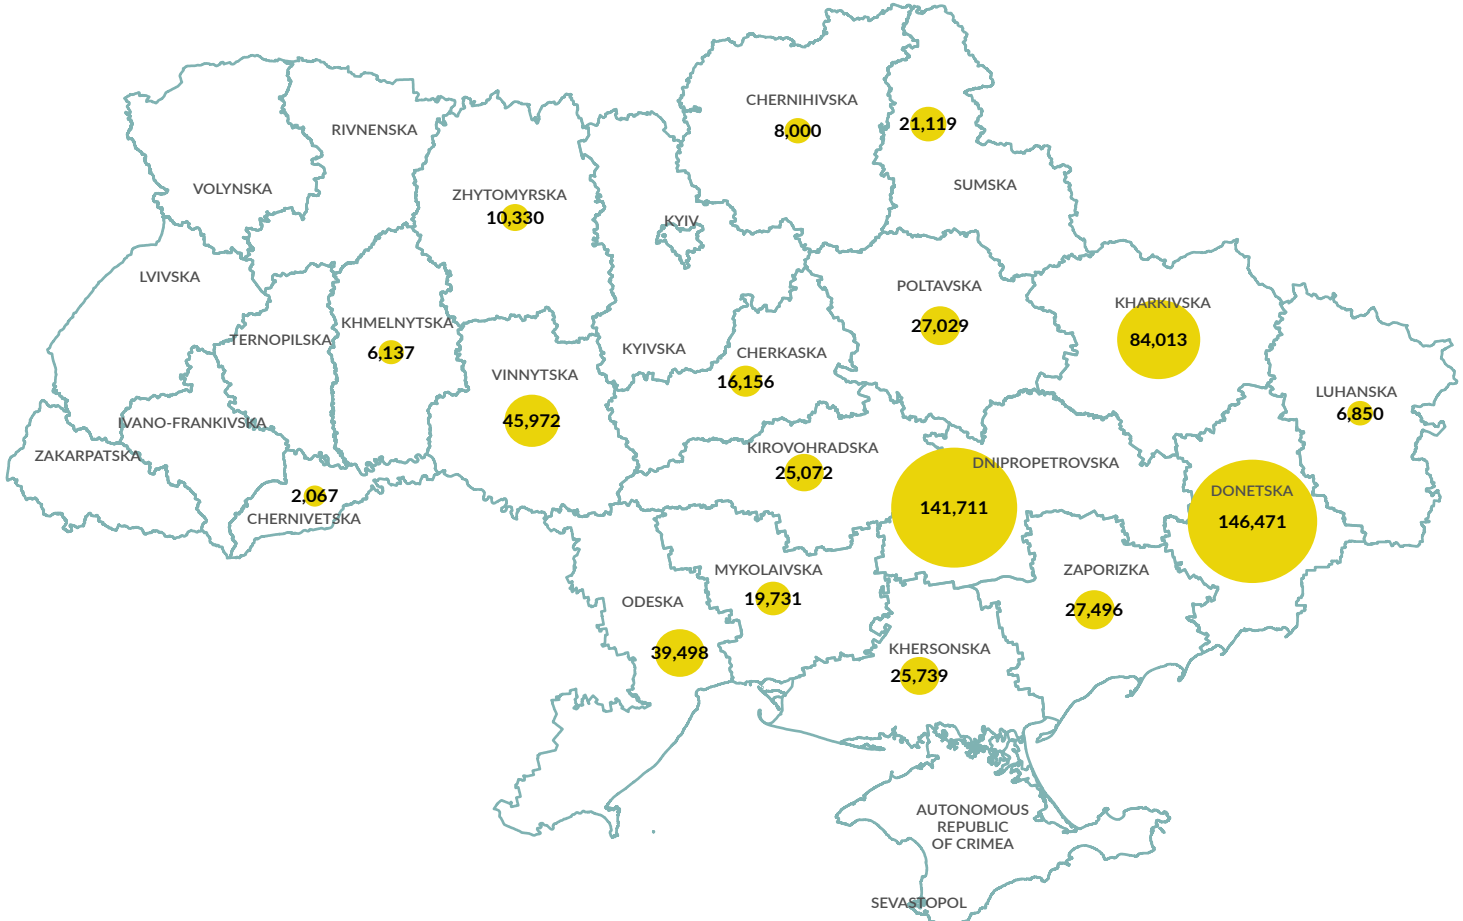 CHERNIHIVSKA
8,000
21,119
SUMSKA
RIVNENSKA
VOLYNSKA
ZHYTOMYRSKA
10,330
KYIV
LVIVSKA
POLTAVSKA
27,029
KHARKIVSKA
84,013
TERNOPILSKA
KHMELNYTSKA
6,137
KYIVSKA
CHERKASKA
16,156
VINNYTSKA
45,972
LUHANSKA
6,850
IVANO-FRANKIVSKA
ZAKARPATSKA
KIROVOHRADSKA
25,072
DNIPROPETROVSKA
141,711
DONETSKA
146,471
2,067
CHERNIVETSKA
MYKOLAIVSKA
19,731
ZAPORIZKA
27,496
ODESKA
39,498
KHERSONSKA
25,739
AUTONOMOUS
REPUBLIC
OF CRIMEA
SEVASTOPOL